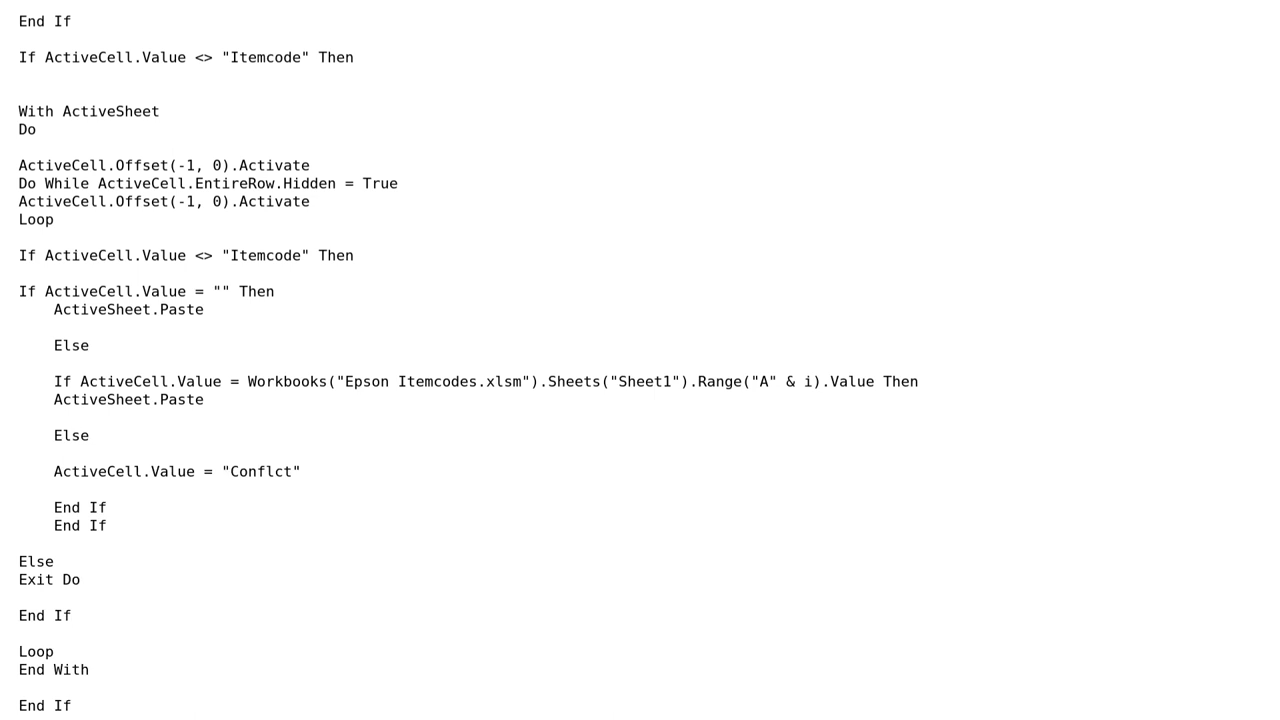 End If
If ActiveCell.Value <> "Itemcode" Then
With ActiveSheet
Do
ActiveCell.Offset(-1, 0).Activate
Do While ActiveCell.EntireRow.Hidden = True
ActiveCell.Offset(-1, 0).Activate
Loop
If ActiveCell.Value <> "Itemcode" Then
If ActiveCell.Value = "" Then
ActiveSheet.Paste
Else
If ActiveCell.Value = Workbooks("Epson Itemcodes.xlsm").Sheets("Sheet1").Range("A" & i).Value Then
ActiveSheet.Paste
Else
ActiveCell.Value = "Conflct"
End If
End If
Else
Exit Do
End If
Loop
End With
End If